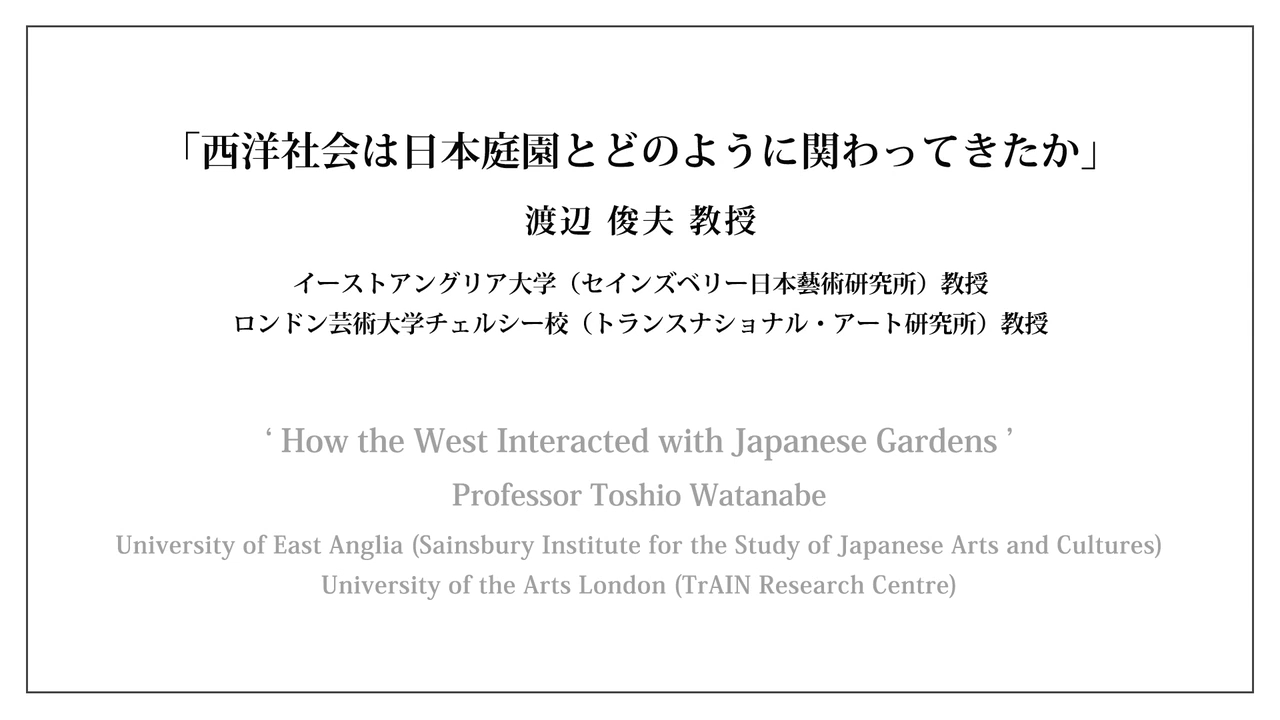 「西洋社会は日本庭園とどのように関わってきたか」
渡辺 俊夫 教授
イーストアングリア大学（セインズベリー日本藝術研究所）教授
ロンドン芸術大学チェルシー校（トランスナショナル・アート研究所）教授
‘ How the West Interacted with Japanese Gardens ’
Professor Toshio Watanabe
University of East Anglia (Sainsbury Institute for the Study of Japanese Arts and Cultures)
University of the Arts London (TrAIN Research Centre)